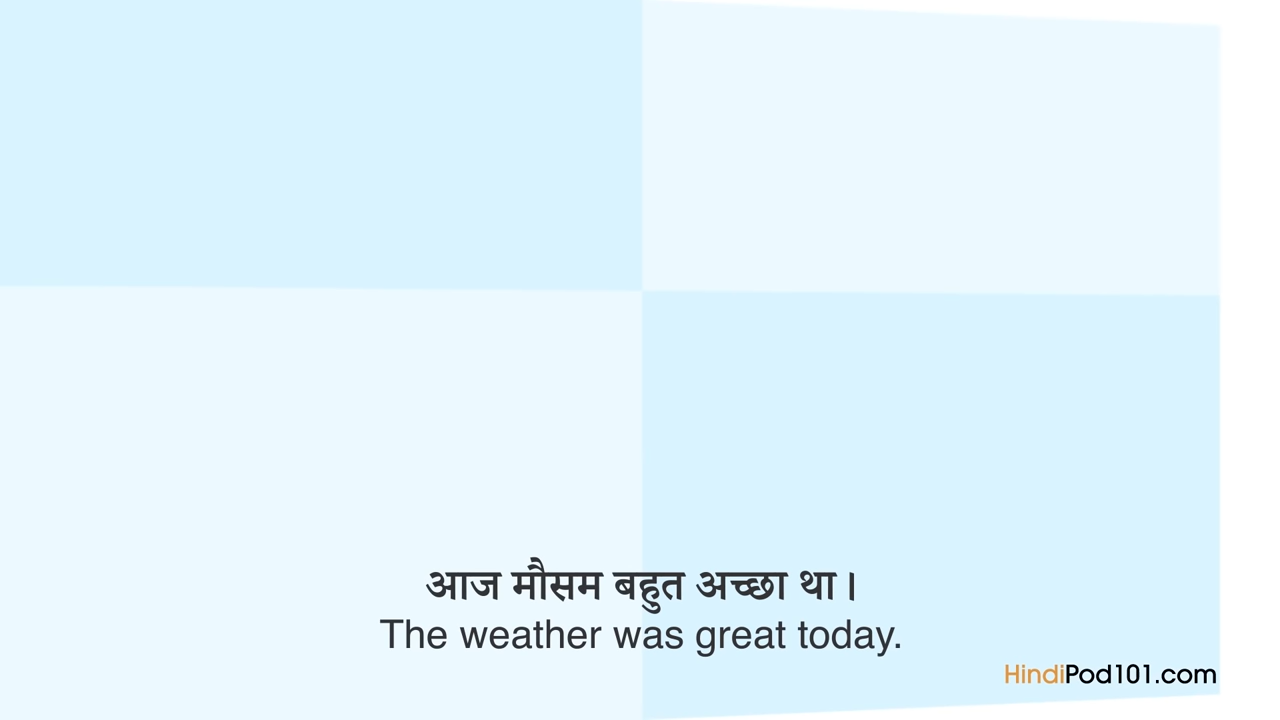 आज मौसम बहुत अच्छा था।
The weather was great today.
HindiPod101.com